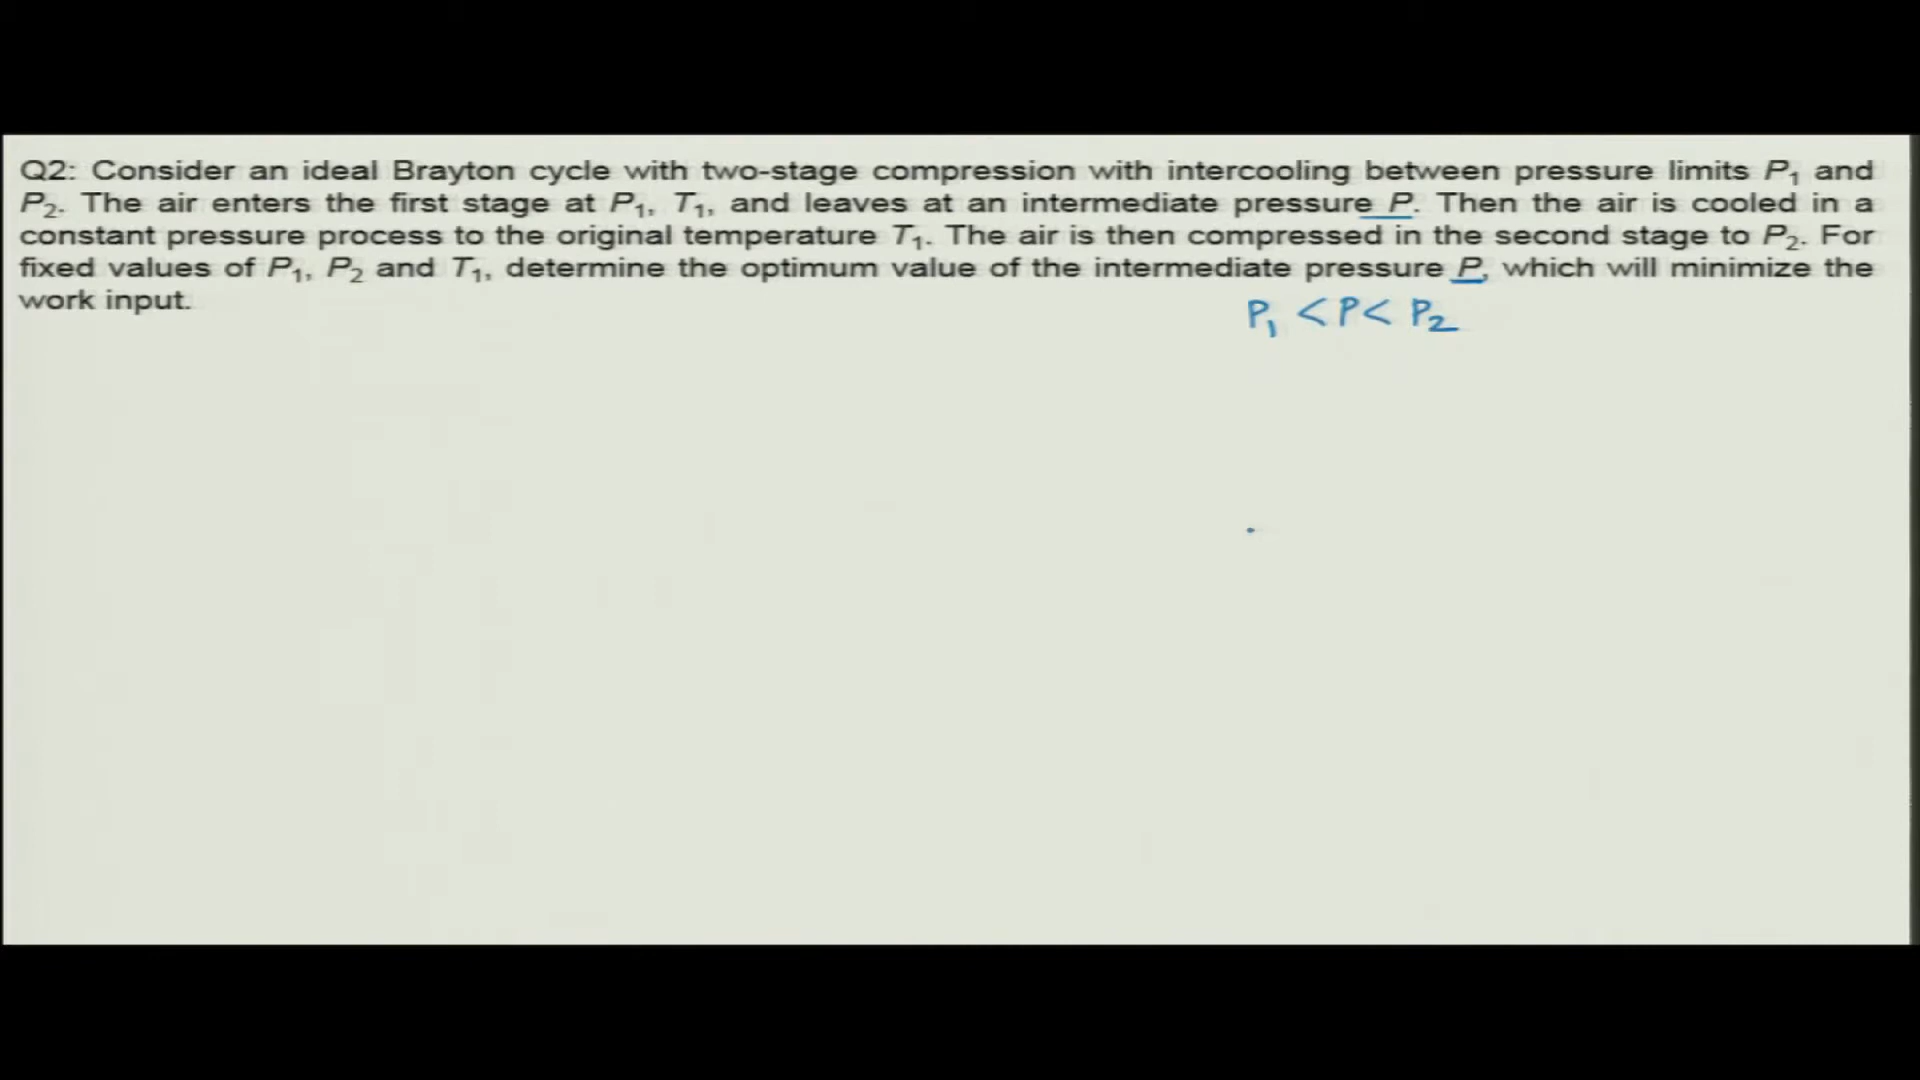 Q2: Consider an ideal Brayton cycle with two-stage compression with intercooling between pressure limits P₁ and
P₂. The air enters the first stage at P₁, T₁, and leaves at an intermediate pressure P. Then the air is cooled in a
constant pressure process to the original temperature T₁. The air is then compressed in the second stage to P₂. For
fixed values of P₁, P₂ and T₁, determine the optimum value of the intermediate pressure P, which will minimize the
work input.
P₁ < P < P₂